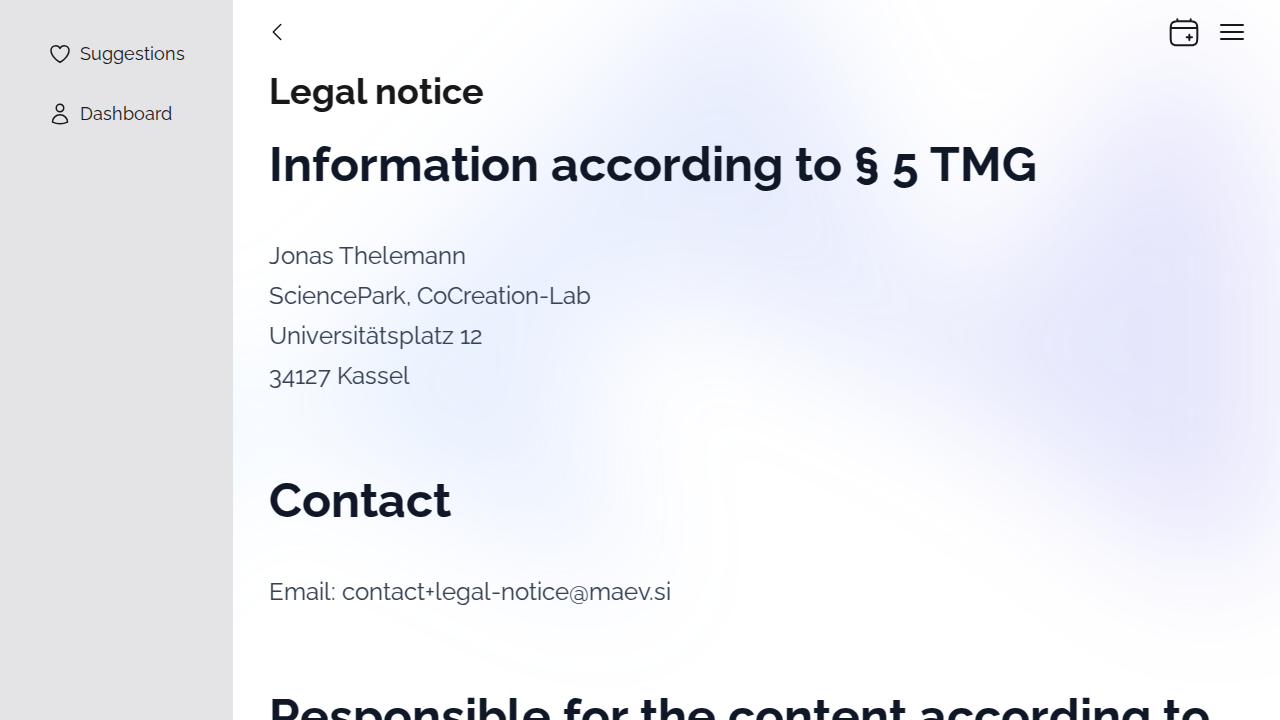 Suggestions
Dashboard
Legal notice
Information according to § 5 TMG
Jonas Thelemann
SciencePark, CoCreation-Lab
Universitätsplatz 12
34127 Kassel
Contact
Email: contact+legal-notice@maev.si
Responsible for the content according to